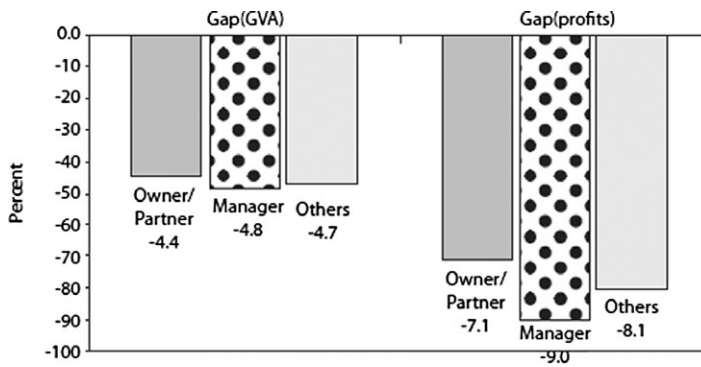 Gap(GVA)
Gap(profits)
0.0
-10
-20
-30
-40
-50
-60
-70
-80
-90
-100
Percent
Owner/
Partner
-4.4
Manager
-4.8
Others
-4.7
Owner/
Partner
-7.1
Manager
-9.0
Others
-8.1